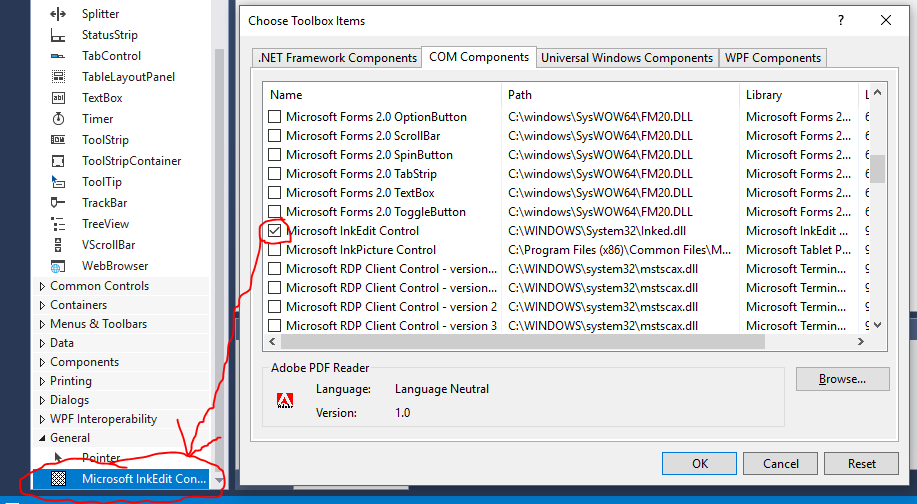 Splitter
StatusStrip
TabControl
TableLayoutPanel
TextBox
Timer
ToolStrip
ToolStripContainer
ToolTip
TrackBar
TreeView
VScrollBar
WebBrowser
Common Controls
Containers
Menus & Toolbars
Data
Components
Printing
Dialogs
WPF Interoperability
General
Pointer
Microsoft InkEdit Con...
Choose Toolbox Items
.NET Framework Components COM Components Universal Windows Components WPF Components
Name Path Library L
Microsoft Forms 2.0 OptionButton C:\windows\SysWOW64\FM20.DLL Microsoft Forms 2... 6
Microsoft Forms 2.0 ScrollBar C:\windows\SysWOW64\FM20.DLL Microsoft Forms 2... 6
Microsoft Forms 2.0 SpinButton C:\windows\SysWOW64\FM20.DLL Microsoft Forms 2... 6
Microsoft Forms 2.0 TabStrip C:\windows\SysWOW64\FM20.DLL Microsoft Forms 2... 6
Microsoft Forms 2.0 TextBox C:\windows\SysWOW64\FM20.DLL Microsoft Forms 2... 6
Microsoft Forms 2.0 ToggleButton C:\windows\SysWOW64\FM20.DLL Microsoft Forms 2... 6
Microsoft InkEdit Control C:\WINDOWS\System32\Inked.dll Microsoft InkEdit ... 9
Microsoft InkPicture Control C:\Program Files (x86)\Common Files\M... Microsoft Tablet P... 9
Microsoft RDP Client Control - version... C:\WINDOWS\system32\mstscax.dll Microsoft Termin... 9
Microsoft RDP Client Control - version... C:\WINDOWS\system32\mstscax.dll Microsoft Termin... 9
Microsoft RDP Client Control - version 2 C:\WINDOWS\system32\mstscax.dll Microsoft Termin... 9
Microsoft RDP Client Control - version 3 C:\WINDOWS\system32\mstscax.dll Microsoft Termin... 9
Adobe PDF Reader
Language: Language Neutral
Version: 1.0
Browse...
OK Cancel Reset